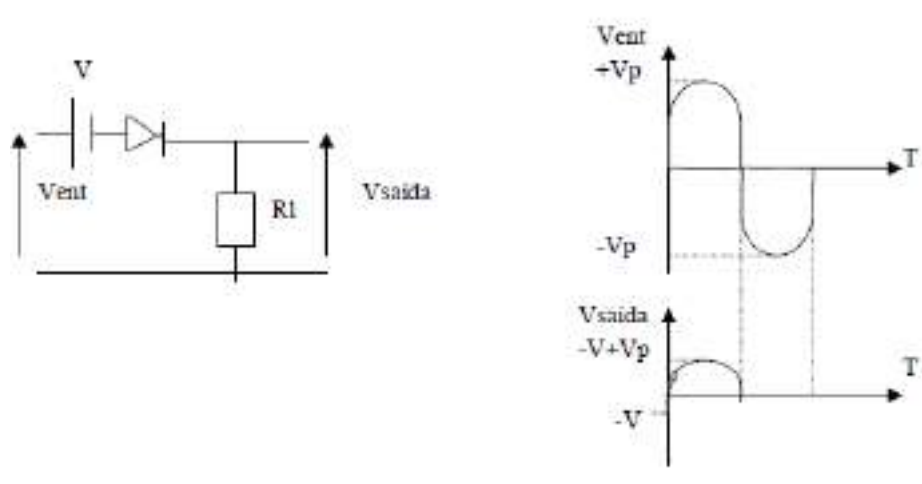 V
Vent
R1
Vsaida
Vent
+Vp
T
-Vp
Vsaida
-V+Vp
T
-V